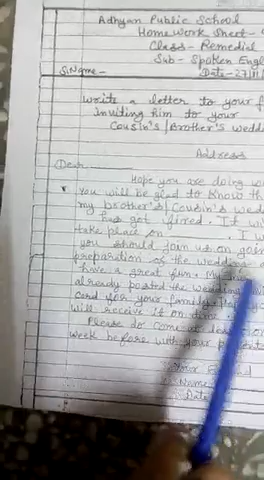 Adhyan Public School
Home Work Sheet-
Class- Remedial
Sub- Spoken Engl
S.Name- Date- 27/11
Write a letter to your f
Inviting him to your
Cousin's/Brother's wedd
Address
Dear
Hope you are doing
You will be glad to know th
my brother's/Cousin's wed
has got fixed. It wil
take place on I w
you should join us on
preparation of the wedding
have a great fun. My
already posted the wedding
card for your family.
will receive it on time.
Please do come at least
week before with your
Your
Name
Date